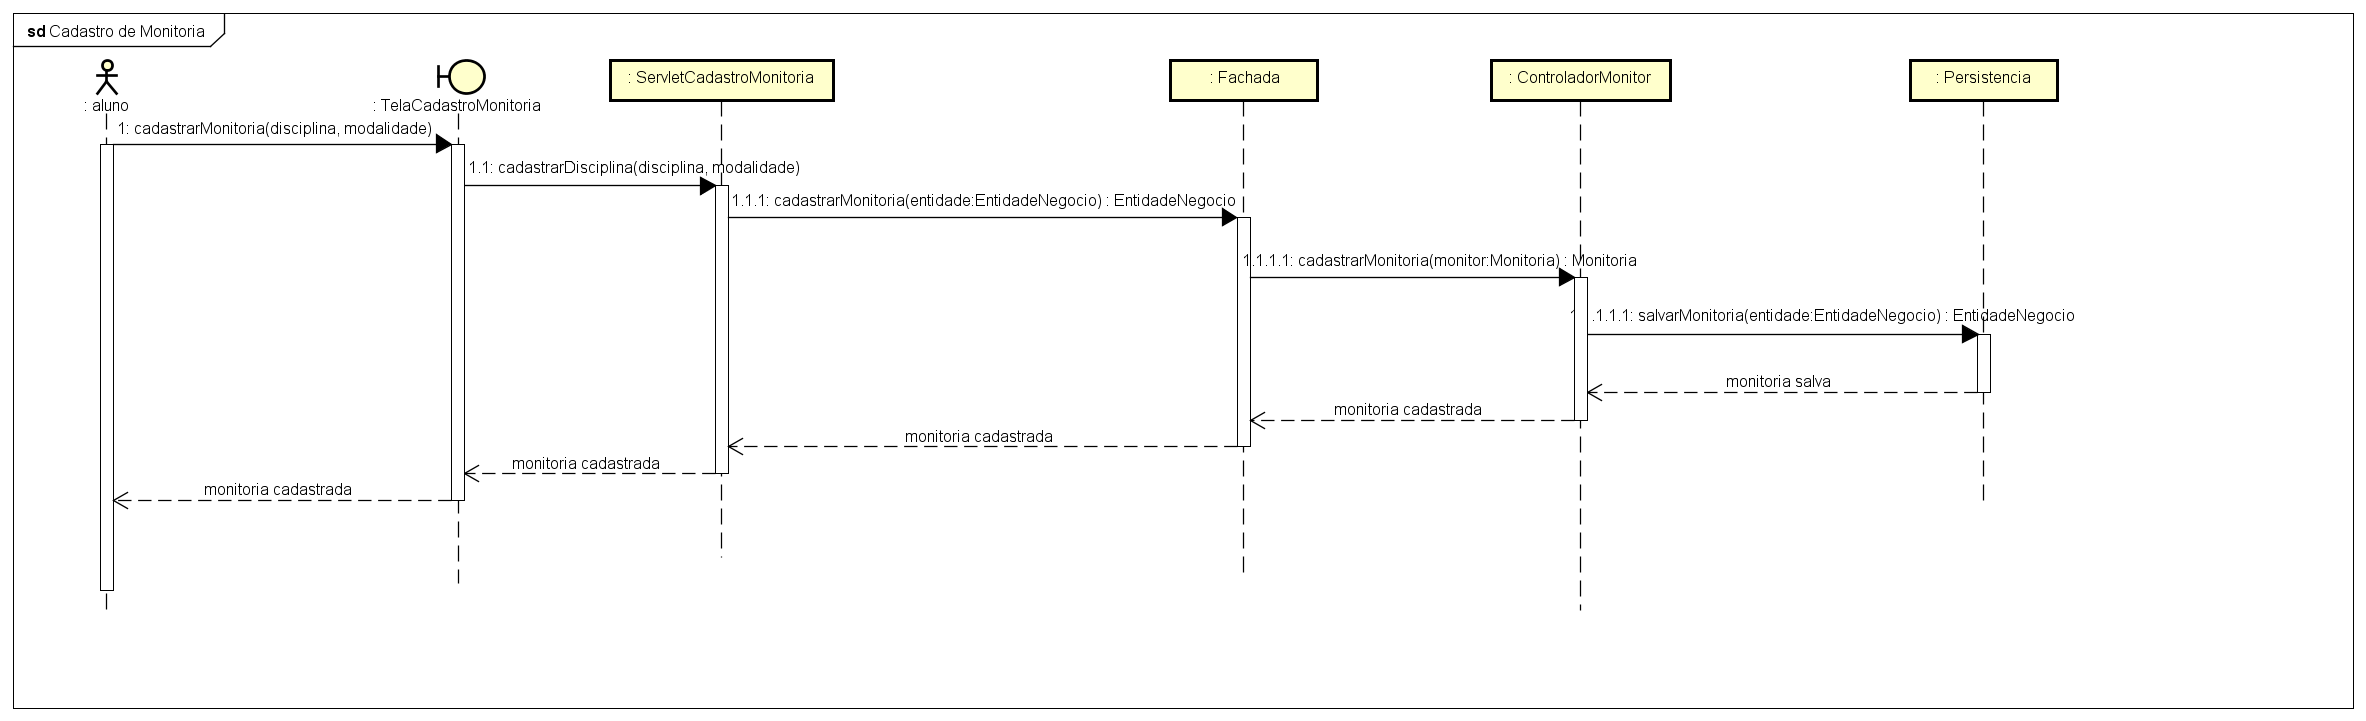 sd Cadastro de Monitoria
: aluno
: TelaCadastroMonitoria
: ServletCadastroMonitoria
: Fachada
: ControladorMonitor
: Persistencia
1: cadastrarMonitoria(disciplina, modalidade)
1.1: cadastrarDisciplina(disciplina, modalidade)
1.1.1: cadastrarMonitoria(entidade:EntidadeNegocio) : EntidadeNegocio
1.1.1.1: cadastrarMonitoria(monitor:Monitoria) : Monitoria
1.1.1.1.1: salvarMonitoria(entidade:EntidadeNegocio) : EntidadeNegocio
monitoria salva
monitoria cadastrada
monitoria cadastrada
monitoria cadastrada
monitoria cadastrada